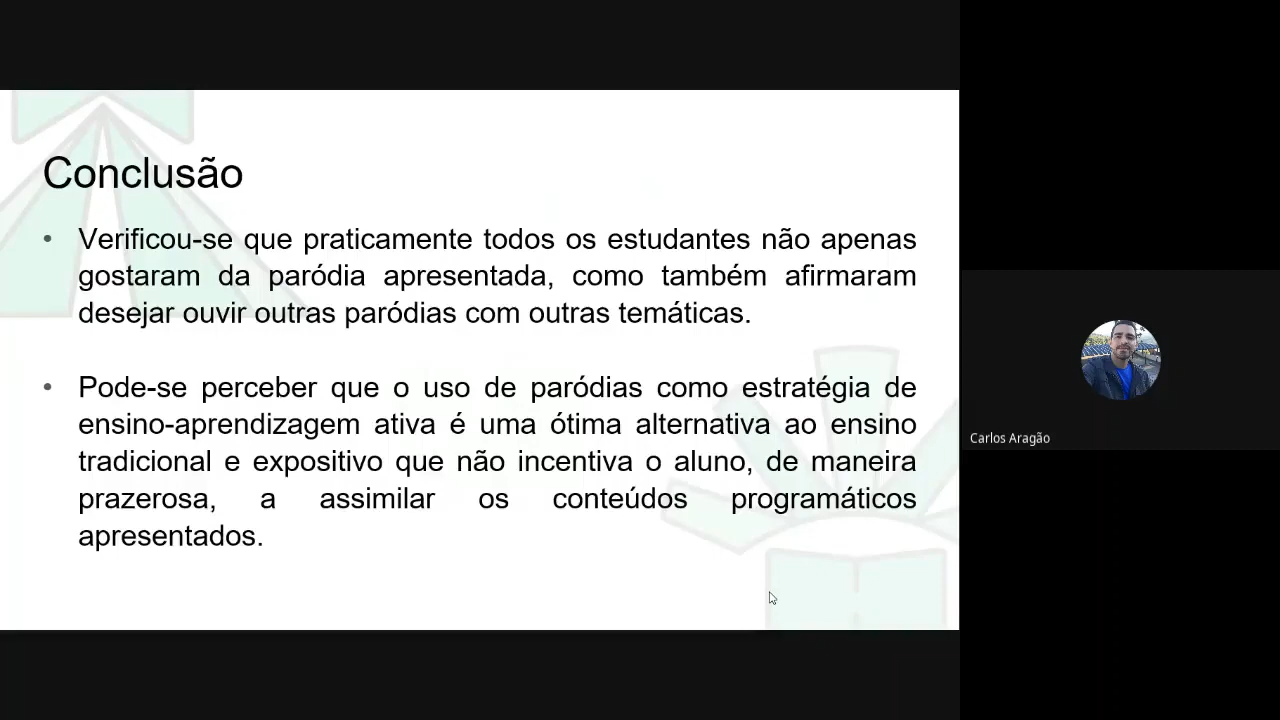 Conclusão
• Verificou-se que praticamente todos os estudantes não apenas
gostaram da paródia apresentada, como também afirmaram
desejar ouvir outras paródias com outras temáticas.
• Pode-se perceber que o uso de paródias como estratégia de
ensino-aprendizagem ativa é uma ótima alternativa ao ensino
tradicional e expositivo que não incentiva o aluno, de maneira
prazerosa, a assimilar os conteúdos programáticos
apresentados.
Carlos Aragão